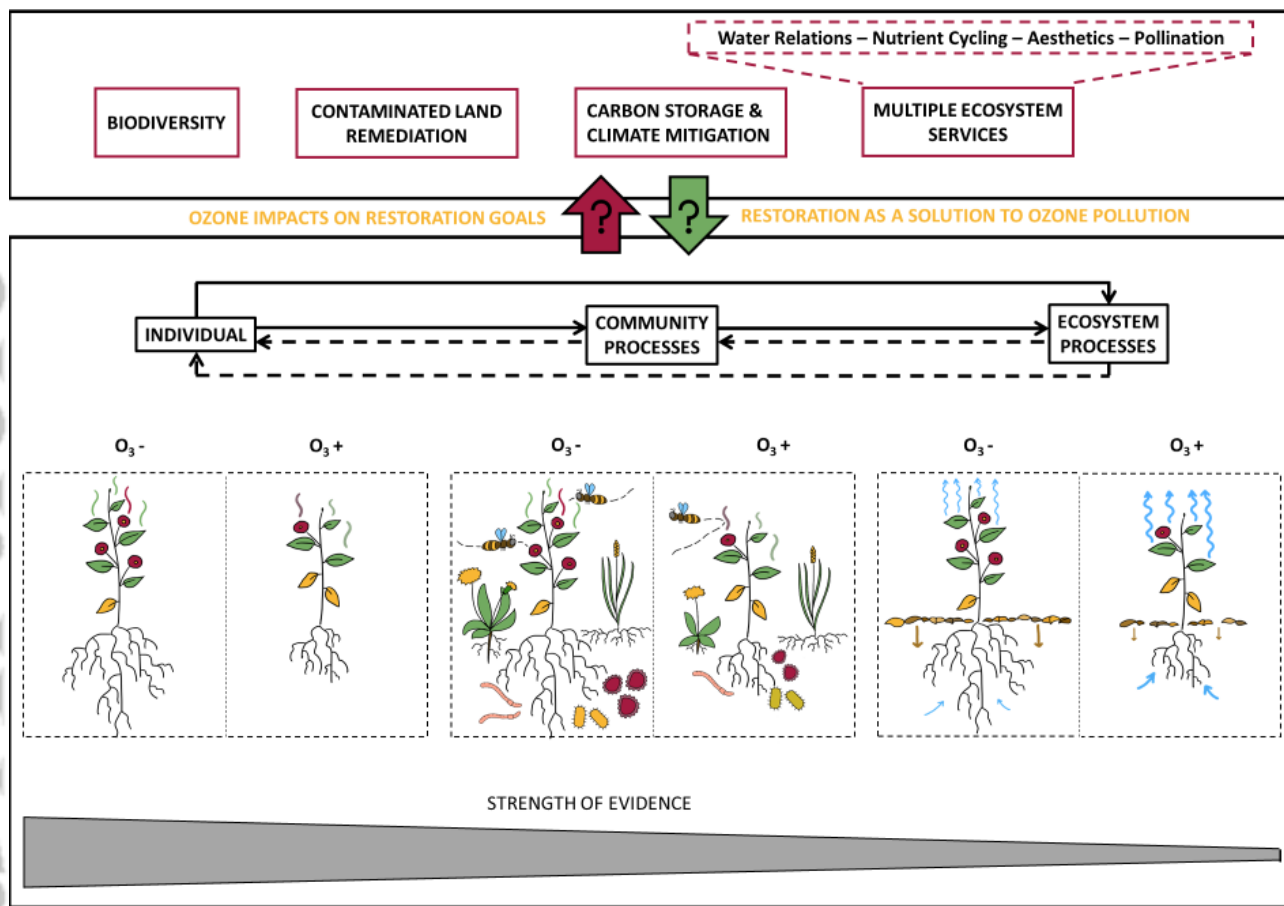 Water Relations – Nutrient Cycling – Aesthetics – Pollination
BIODIVERSITY
CONTAMINATED LAND
REMEDIATION
CARBON STORAGE &
CLIMATE MITIGATION
MULTIPLE ECOSYSTEM
SERVICES
OZONE IMPACTS ON RESTORATION GOALS
?
?
RESTORATION AS A SOLUTION TO OZONE POLLUTION
INDIVIDUAL
COMMUNITY
PROCESSES
ECOSYSTEM
PROCESSES
O₃ -
O₃ +
O₃ -
O₃ +
O₃ -
O₃ +
STRENGTH OF EVIDENCE